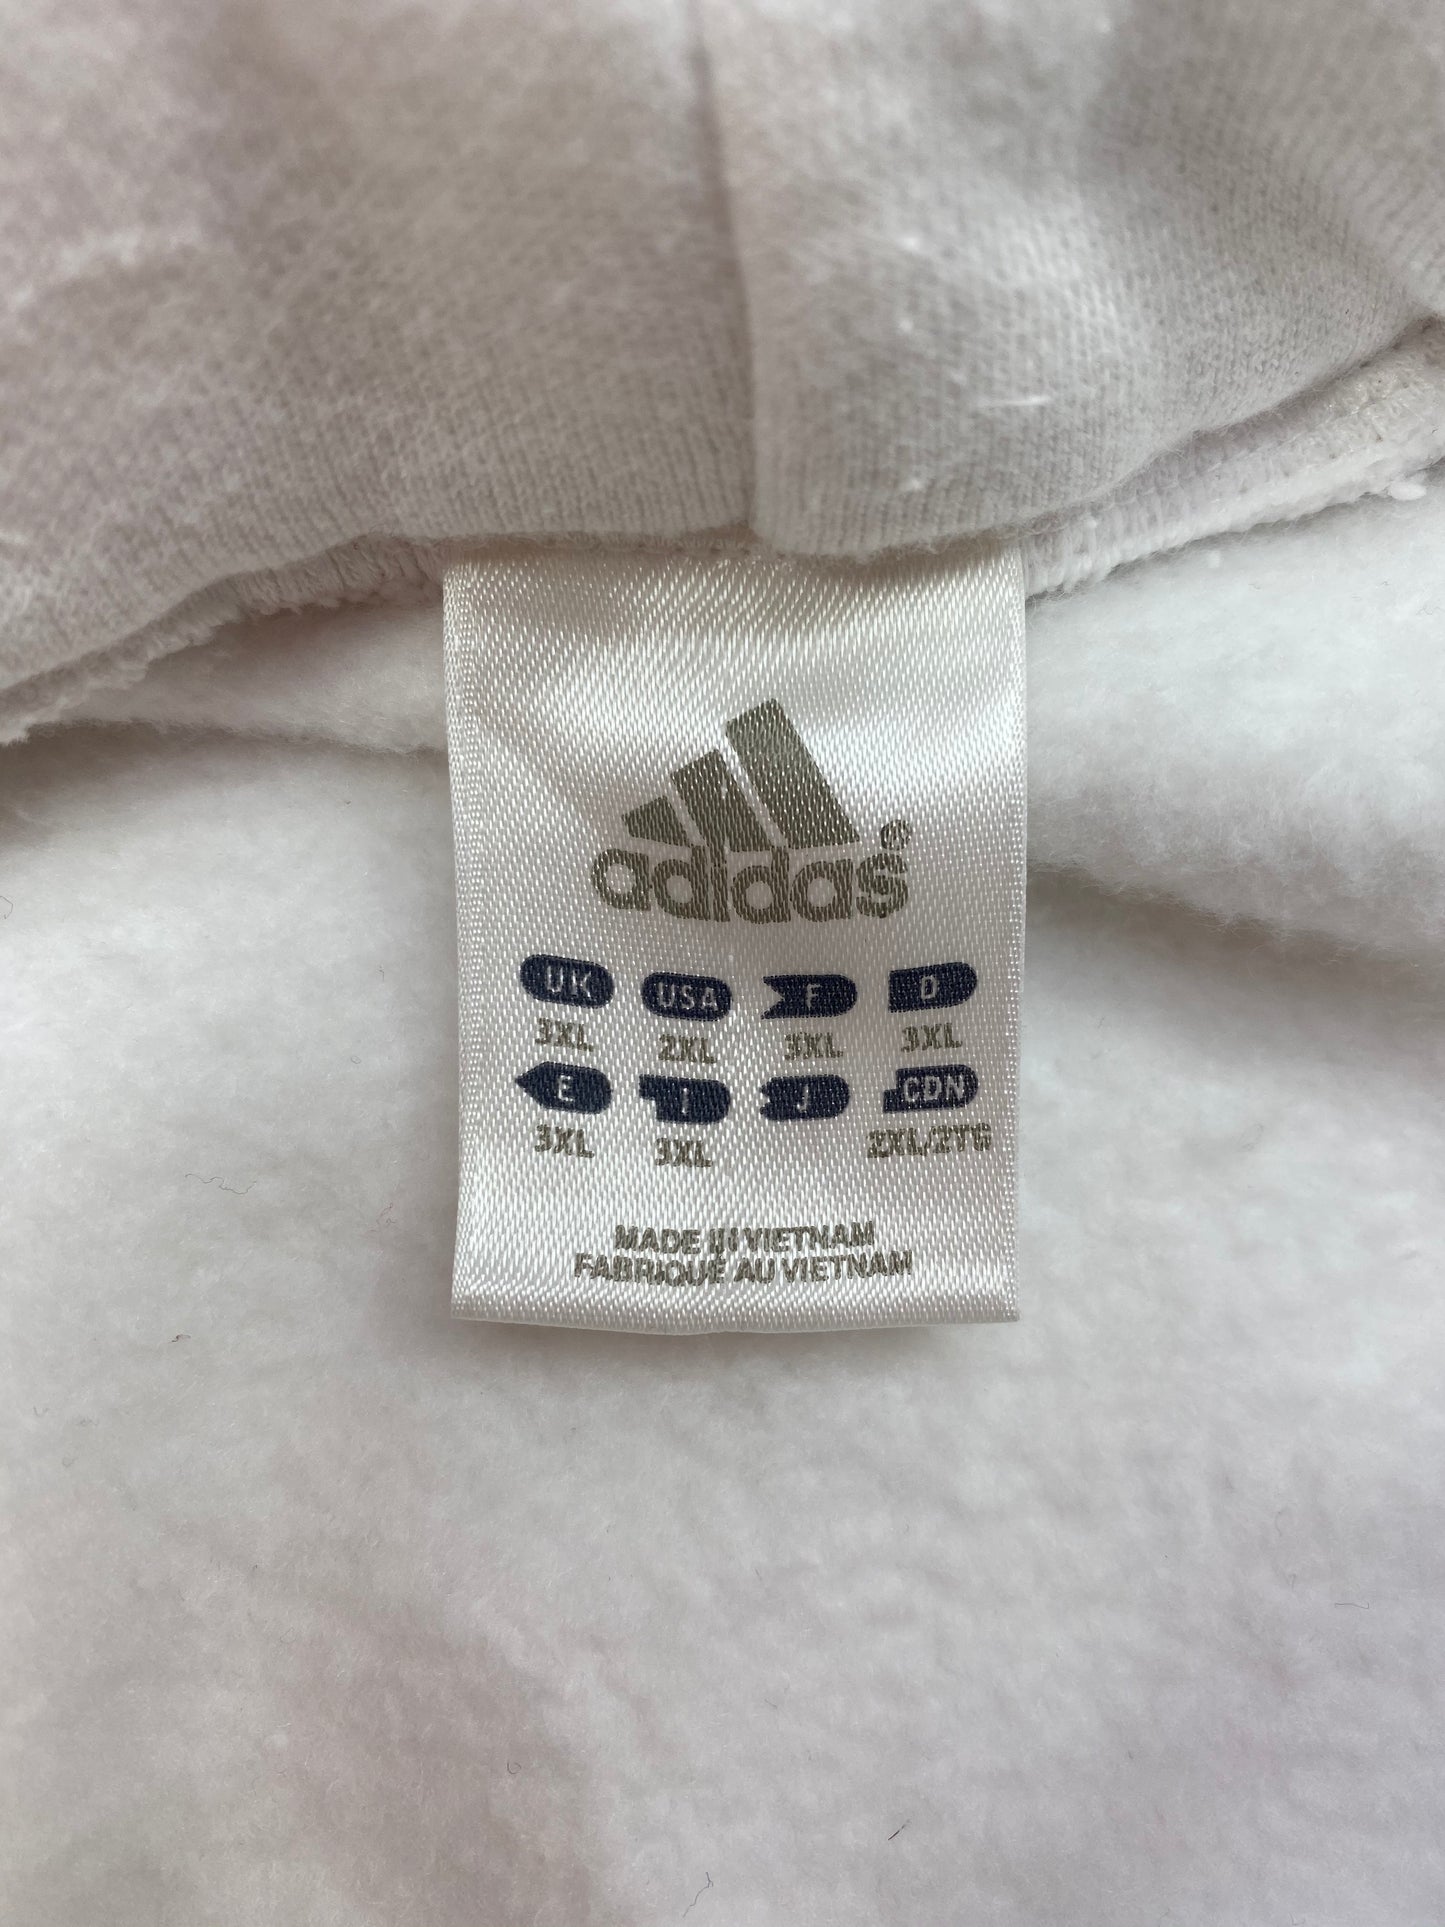 adidas®
UK USA F D
3XL 2XL 3XL 3XL
E I J CDN
3XL 3XL 2XL/2TG
MADE IN VIETNAM
FABRIQUÉ AU VIETNAM